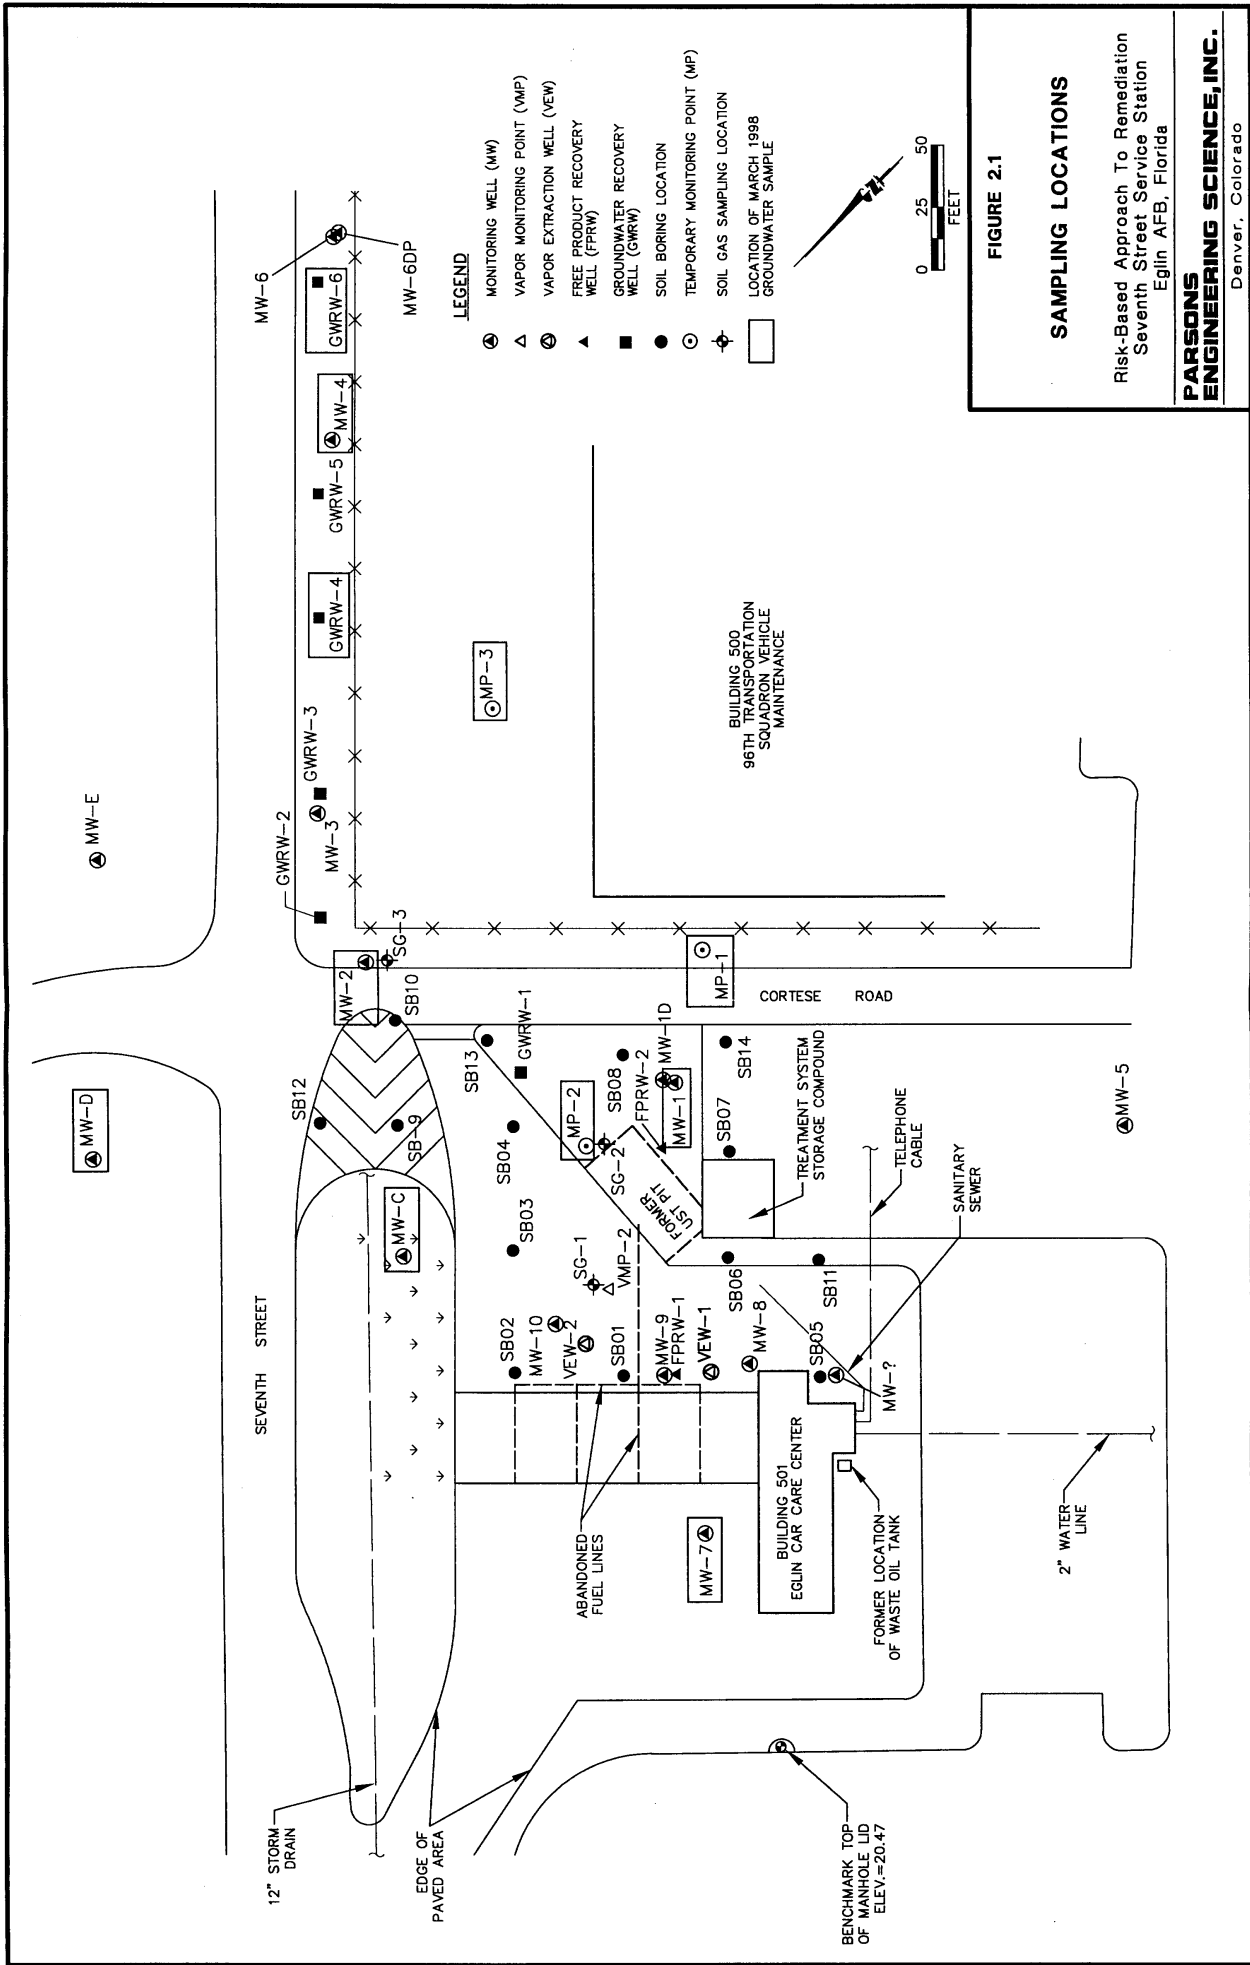 MW-E
MW-D
SEVENTH STREET
12" STORM
DRAIN
EDGE OF
PAVED AREA
MW-6
MW-6DP
GWRW-6
MW-4
GWRW-5
GWRW-4
GWRW-3
MW-3
GWRW-2
MW-2
SG-3
SB10
SB12
SB-9
MW-C
SB13
GWRW-1
SB04
SB03
SB02
MP-3
MP-2
SG-2
SB08
FPRW-2
MW-1D
MW-1
FORMER
UST PIT
SG-1
VMP-2
MW-10
VEW-2
SB01
MW-9
FPRW-1
VEW-1
MW-8
ABANDONED
FUEL LINES
MW-7
MP-1
CORTESE ROAD
SB14
SB07
TREATMENT SYSTEM
STORAGE COMPOUND
SB06
SB11
SB05
MW-?
TELEPHONE
CABLE
SANITARY
SEWER
BUILDING 501
EGLIN CAR CARE CENTER
FORMER LOCATION
OF WASTE OIL TANK
2" WATER
LINE
BENCHMARK TOP
OF MANHOLE LID
ELEV.=20.47
MW-5
BUILDING 500
96TH TRANSPORTATION
SQUADRON VEHICLE
MAINTENANCE
LEGEND
MONITORING WELL (MW)
VAPOR MONITORING POINT (VMP)
VAPOR EXTRACTION WELL (VEW)
FREE PRODUCT RECOVERY
WELL (FPRW)
GROUNDWATER RECOVERY
WELL (GWRW)
SOIL BORING LOCATION
TEMPORARY MONITORING POINT (MP)
SOIL GAS SAMPLING LOCATION
LOCATION OF MARCH 1998
GROUNDWATER SAMPLE
N
0 25 50
FEET
FIGURE 2.1
SAMPLING LOCATIONS
Risk-Based Approach To Remediation
Seventh Street Service Station
Eglin AFB, Florida
PARSONS
ENGINEERING SCIENCE, INC.
Denver, Colorado